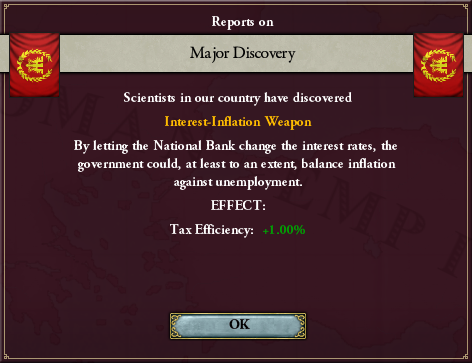 Reports on
Major Discovery
Scientists in our country have discovered
Interest-Inflation Weapon
By letting the National Bank change the interest rates, the
government could, at least to an extent, balance inflation
against unemployment.
EFFECT:
Tax Efficiency: +1.00%
OK